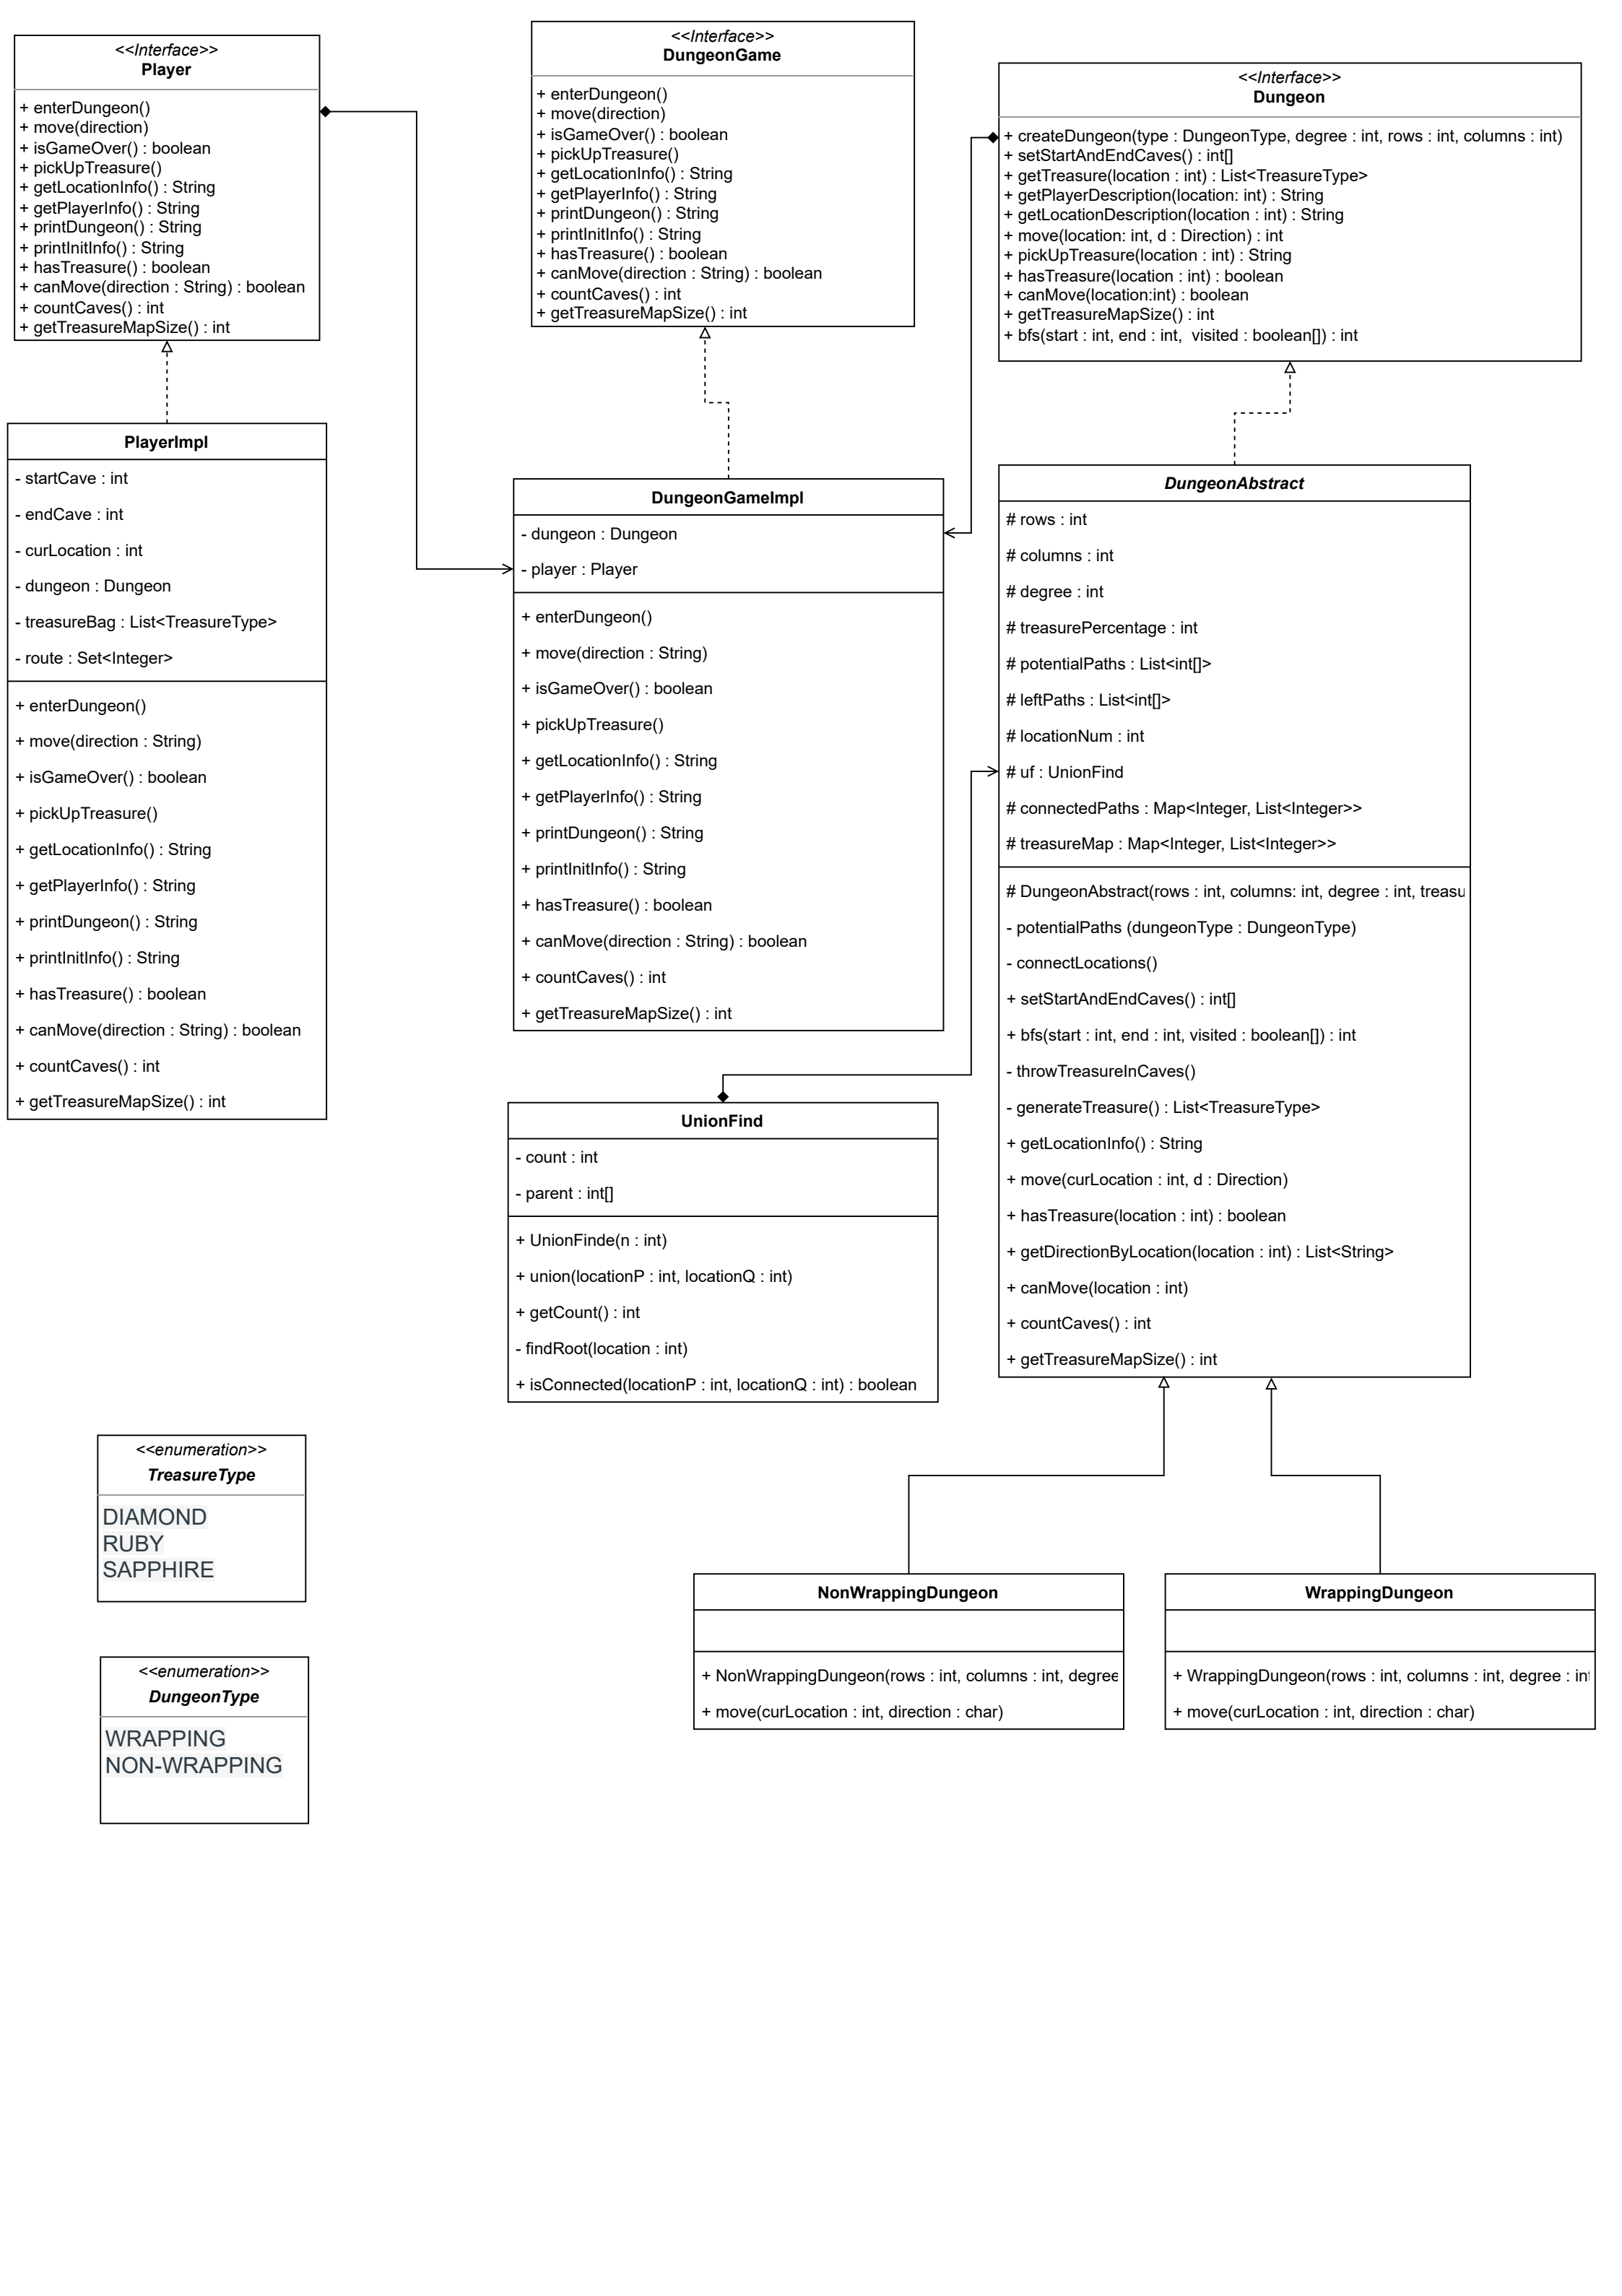 <<Interface>>
Player
+ enterDungeon()
+ move(direction)
+ isGameOver() : boolean
+ pickUpTreasure()
+ getLocationInfo() : String
+ getPlayerInfo() : String
+ printDungeon() : String
+ printInitInfo() : String
+ hasTreasure() : boolean
+ canMove(direction : String) : boolean
+ countCaves() : int
+ getTreasureMapSize() : int
<<Interface>>
DungeonGame
+ enterDungeon()
+ move(direction)
+ isGameOver() : boolean
+ pickUpTreasure()
+ getLocationInfo() : String
+ getPlayerInfo() : String
+ printDungeon() : String
+ printInitInfo() : String
+ hasTreasure() : boolean
+ canMove(direction : String) : boolean
+ countCaves() : int
+ getTreasureMapSize() : int
<<Interface>>
Dungeon
+ createDungeon(type : DungeonType, degree : int, rows : int, columns : int)
+ setStartAndEndCaves() : int[]
+ getTreasure(location : int) : List<TreasureType>
+ getPlayerDescription(location: int) : String
+ getLocationDescription(location : int) : String
+ move(location: int, d : Direction) : int
+ pickUpTreasure(location : int) : String
+ hasTreasure(location : int) : boolean
+ canMove(location:int) : boolean
+ getTreasureMapSize() : int
+ bfs(start : int, end : int,  visited : boolean[]) : int
PlayerImpl
- startCave : int
- endCave : int
- curLocation : int
- dungeon : Dungeon
- treasureBag : List<TreasureType>
- route : Set<Integer>
+ enterDungeon()
+ move(direction : String)
+ isGameOver() : boolean
+ pickUpTreasure()
+ getLocationInfo() : String
+ getPlayerInfo() : String
+ printDungeon() : String
+ printInitInfo() : String
+ hasTreasure() : boolean
+ canMove(direction : String) : boolean
+ countCaves() : int
+ getTreasureMapSize() : int
DungeonGameImpl
- dungeon : Dungeon
- player : Player
+ enterDungeon()
+ move(direction : String)
+ isGameOver() : boolean
+ pickUpTreasure()
+ getLocationInfo() : String
+ getPlayerInfo() : String
+ printDungeon() : String
+ printInitInfo() : String
+ hasTreasure() : boolean
+ canMove(direction : String) : boolean
+ countCaves() : int
+ getTreasureMapSize() : int
DungeonAbstract
# rows : int
# columns : int
# degree : int
# treasurePercentage : int
# potentialPaths : List<int[]>
# leftPaths : List<int[]>
# locationNum : int
# uf : UnionFind
# connectedPaths : Map<Integer, List<Integer>>
# treasureMap : Map<Integer, List<Integer>>
# DungeonAbstract(rows : int, columns: int, degree : int, treasu
- potentialPaths (dungeonType : DungeonType)
- connectLocations()
+ setStartAndEndCaves() : int[]
+ bfs(start : int, end : int, visited : boolean[]) : int
- throwTreasureInCaves()
- generateTreasure() : List<TreasureType>
+ getLocationInfo() : String
+ move(curLocation : int, d : Direction)
+ hasTreasure(location : int) : boolean
+ getDirectionByLocation(location : int) : List<String>
+ canMove(location : int)
+ countCaves() : int
+ getTreasureMapSize() : int
UnionFind
- count : int
- parent : int[]
+ UnionFinde(n : int)
+ union(locationP : int, locationQ : int)
+ getCount() : int
- findRoot(location : int)
+ isConnected(locationP : int, locationQ : int) : boolean
<<enumeration>>
TreasureType
DIAMOND
RUBY
SAPPHIRE
<<enumeration>>
DungeonType
WRAPPING
NON-WRAPPING
NonWrappingDungeon
+ NonWrappingDungeon(rows : int, columns : int, degree
+ move(curLocation : int, direction : char)
WrappingDungeon
+ WrappingDungeon(rows : int, columns : int, degree : int
+ move(curLocation : int, direction : char)